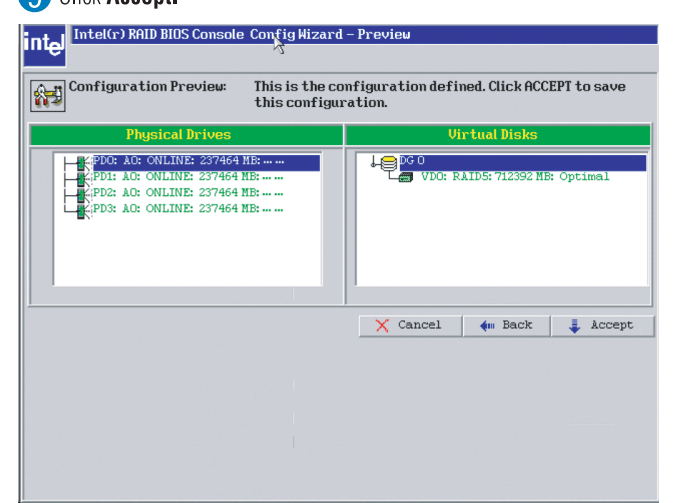 5 Click Accept.
intel Intel(r) RAID BIOS Console Config Wizard - Preview
Configuration Preview: This is the configuration defined. Click ACCEPT to save
this configuration.
Physical Drives
PD0: A0: ONLINE: 237464 MB: ... ...
PD1: A0: ONLINE: 237464 MB: ... ...
PD2: A0: ONLINE: 237464 MB: ... ...
PD3: A0: ONLINE: 237464 MB: ... ...
Virtual Disks
DG 0
VD0: RAID5: 712392 MB: Optimal
Cancel Back Accept